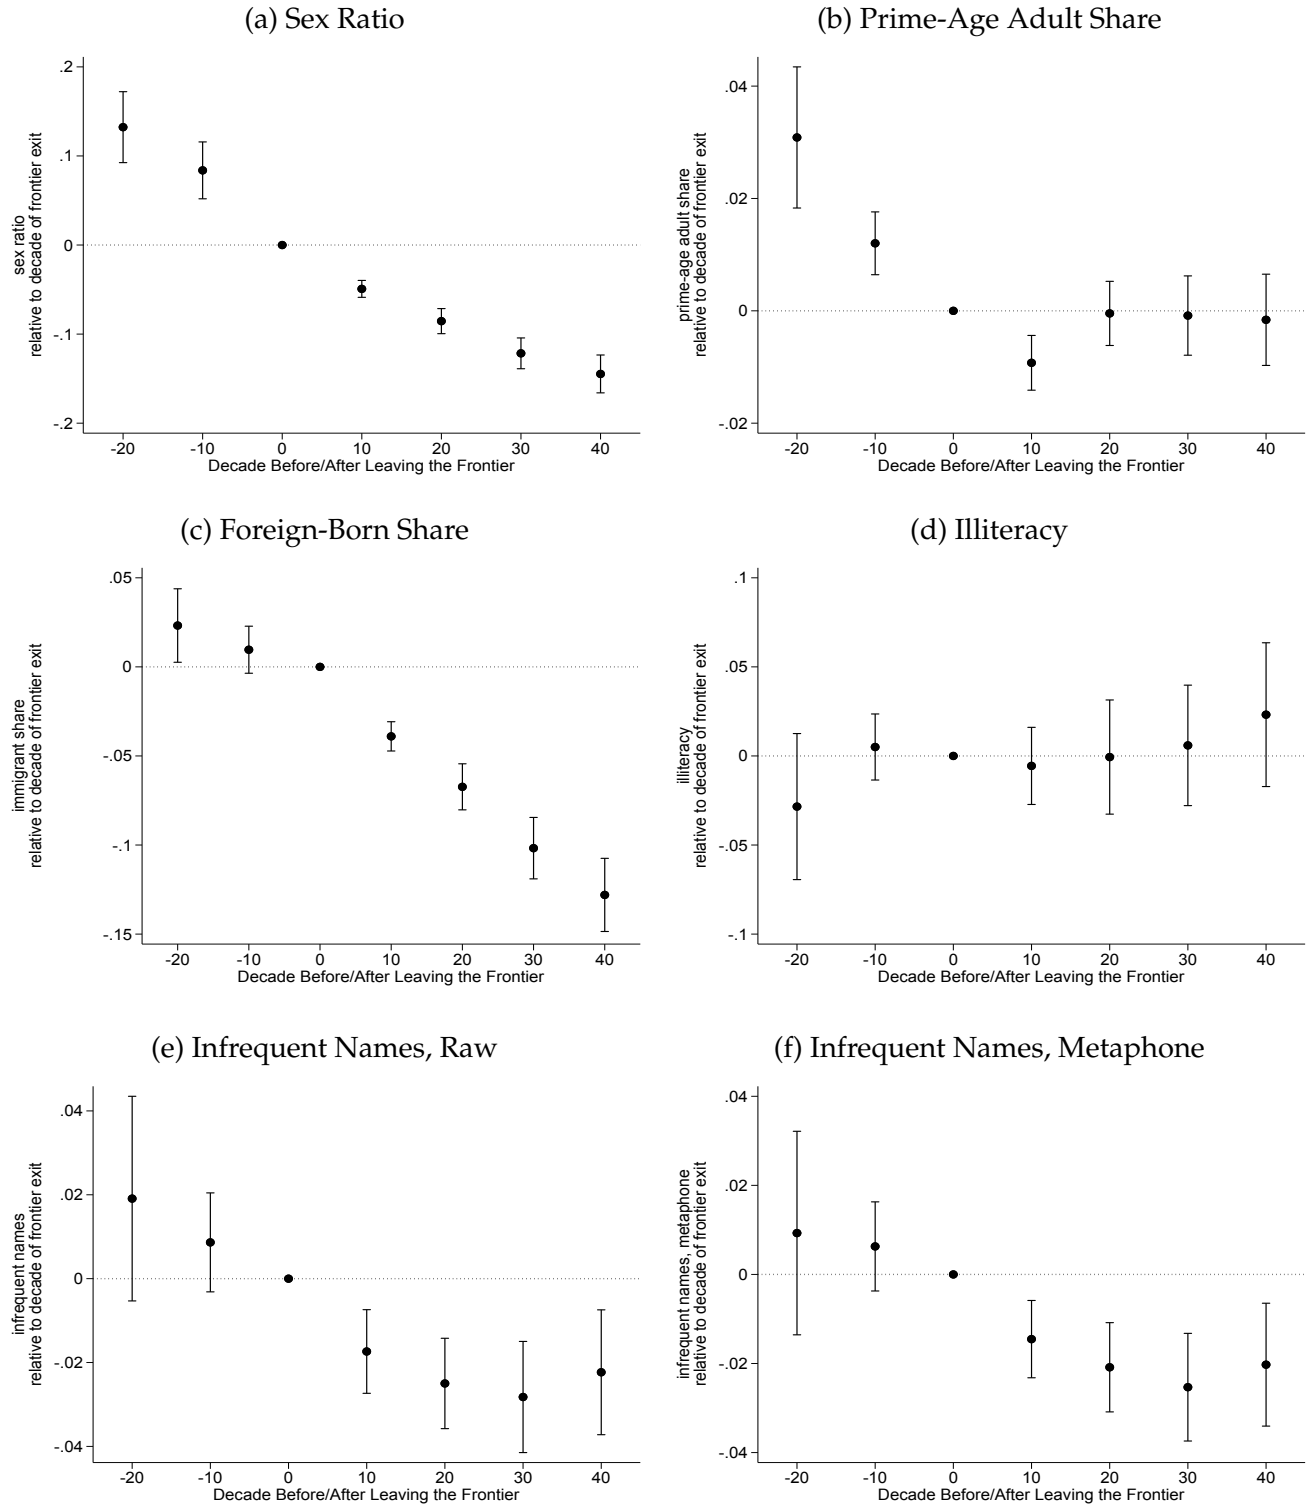 (a) Sex Ratio
sex ratio
relative to decade of frontier exit
.2
.1
0
-.1
-.2
-20 -10 0 10 20 30 40
Decade Before/After Leaving the Frontier
(b) Prime-Age Adult Share
prime-age adult share
relative to decade of frontier exit
.04
.02
0
-.02
-20 -10 0 10 20 30 40
Decade Before/After Leaving the Frontier
(c) Foreign-Born Share
immigrant share
relative to decade of frontier exit
.05
0
-.05
-.1
-.15
-20 -10 0 10 20 30 40
Decade Before/After Leaving the Frontier
(d) Illiteracy
illiteracy
relative to decade of frontier exit
.1
.05
0
-.05
-.1
-20 -10 0 10 20 30 40
Decade Before/After Leaving the Frontier
(e) Infrequent Names, Raw
infrequent names
relative to decade of frontier exit
.04
.02
0
-.02
-.04
-20 -10 0 10 20 30 40
Decade Before/After Leaving the Frontier
(f) Infrequent Names, Metaphone
infrequent names, metaphone
relative to decade of frontier exit
.04
.02
0
-.02
-.04
-20 -10 0 10 20 30 40
Decade Before/After Leaving the Frontier